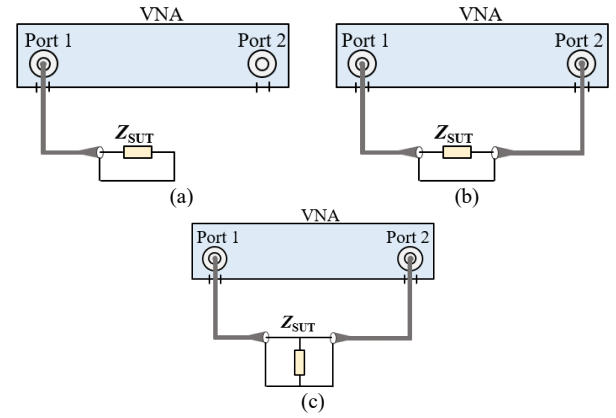 VNA
Port 1
Port 2
Z_SUT
(a)
VNA
Port 1
Port 2
Z_SUT
(b)
VNA
Port 1
Port 2
Z_SUT
(c)